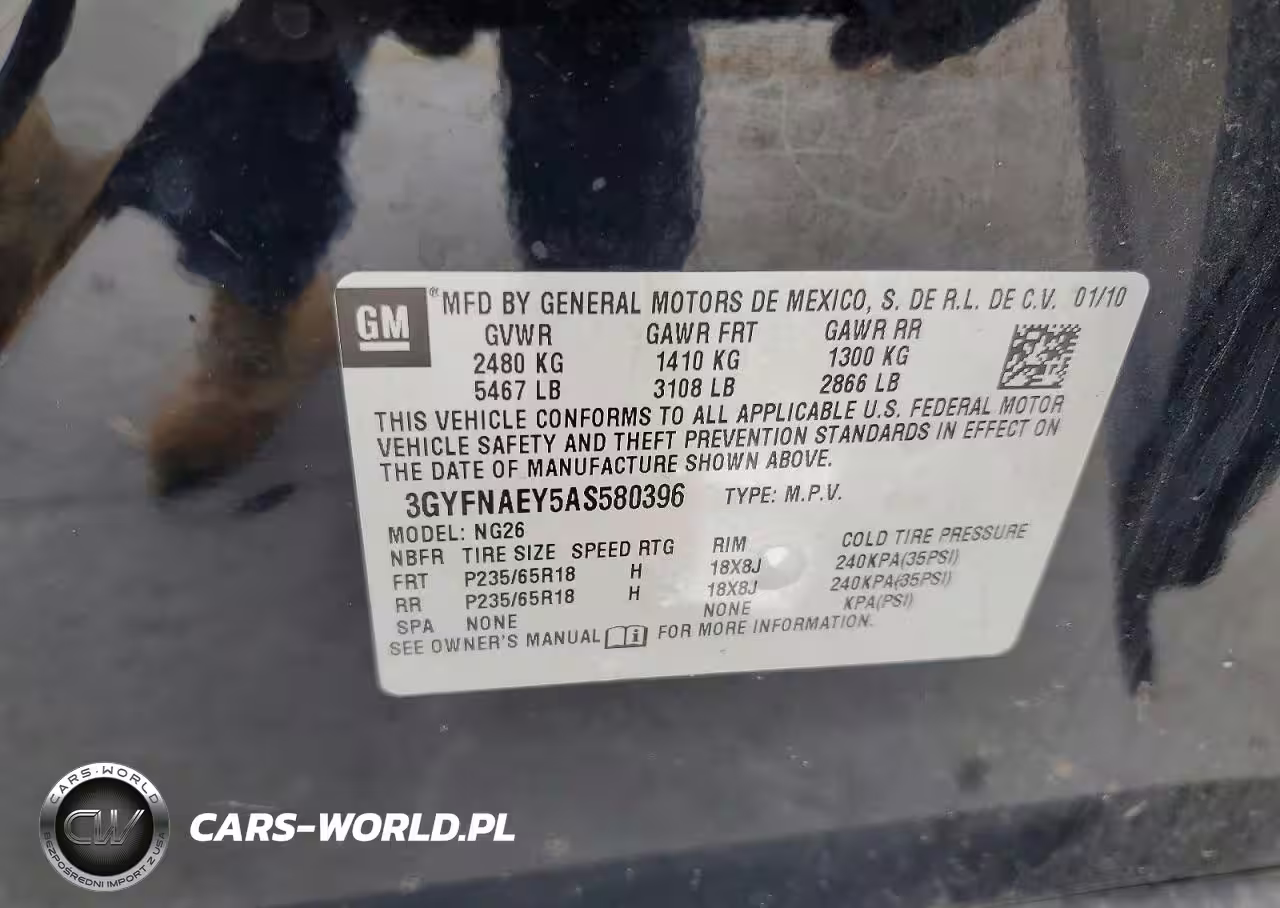 GM
® MFD BY GENERAL MOTORS DE MEXICO, S. DE R.L. DE C.V. 01/10
GVWR GAWR FRT GAWR RR
2480 KG 1410 KG 1300 KG
5467 LB 3108 LB 2866 LB
THIS VEHICLE CONFORMS TO ALL APPLICABLE U.S. FEDERAL MOTOR
VEHICLE SAFETY AND THEFT PREVENTION STANDARDS IN EFFECT ON
THE DATE OF MANUFACTURE SHOWN ABOVE.
3GYFNAEY5AS580396 TYPE: M.P.V.
MODEL: NG26
NBFR TIRE SIZE SPEED RTG RIM COLD TIRE PRESSURE
FRT P235/65R18 H 18X8J 240KPA(35PSI)
RR P235/65R18 H 18X8J 240KPA(35PSI)
SPA NONE NONE KPA(PSI)
SEE OWNER'S MANUAL FOR MORE INFORMATION.
CARS-WORLD
CW
BEZPOŚREDNI IMPORT Z USA
CARS-WORLD.PL